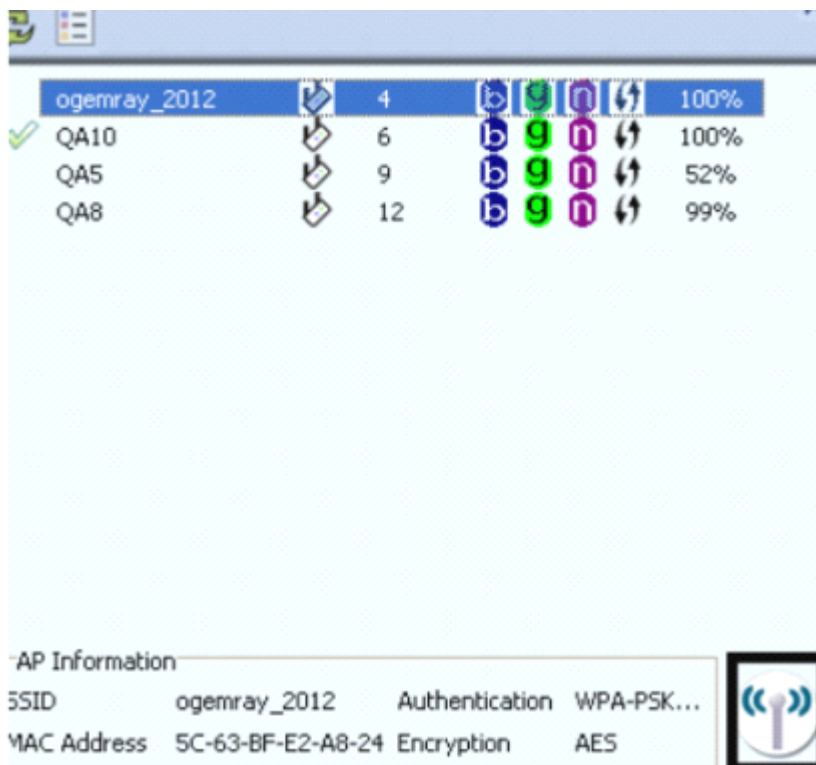 ogemray_2012 4 b g n 100%
QA10 6 b g n 100%
QA5 9 b g n 52%
QA8 12 b g n 99%
AP Information
SSID ogemray_2012 Authentication WPA-PSK...
MAC Address 5C-63-BF-E2-A8-24 Encryption AES